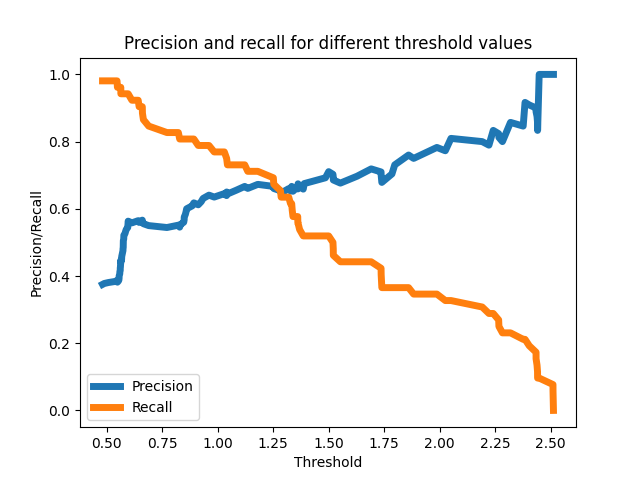 Precision and recall for different threshold values
1.0
0.8
0.6
0.4
0.2
0.0
Precision/Recall
Precision
Recall
0.50 0.75 1.00 1.25 1.50 1.75 2.00 2.25 2.50
Threshold